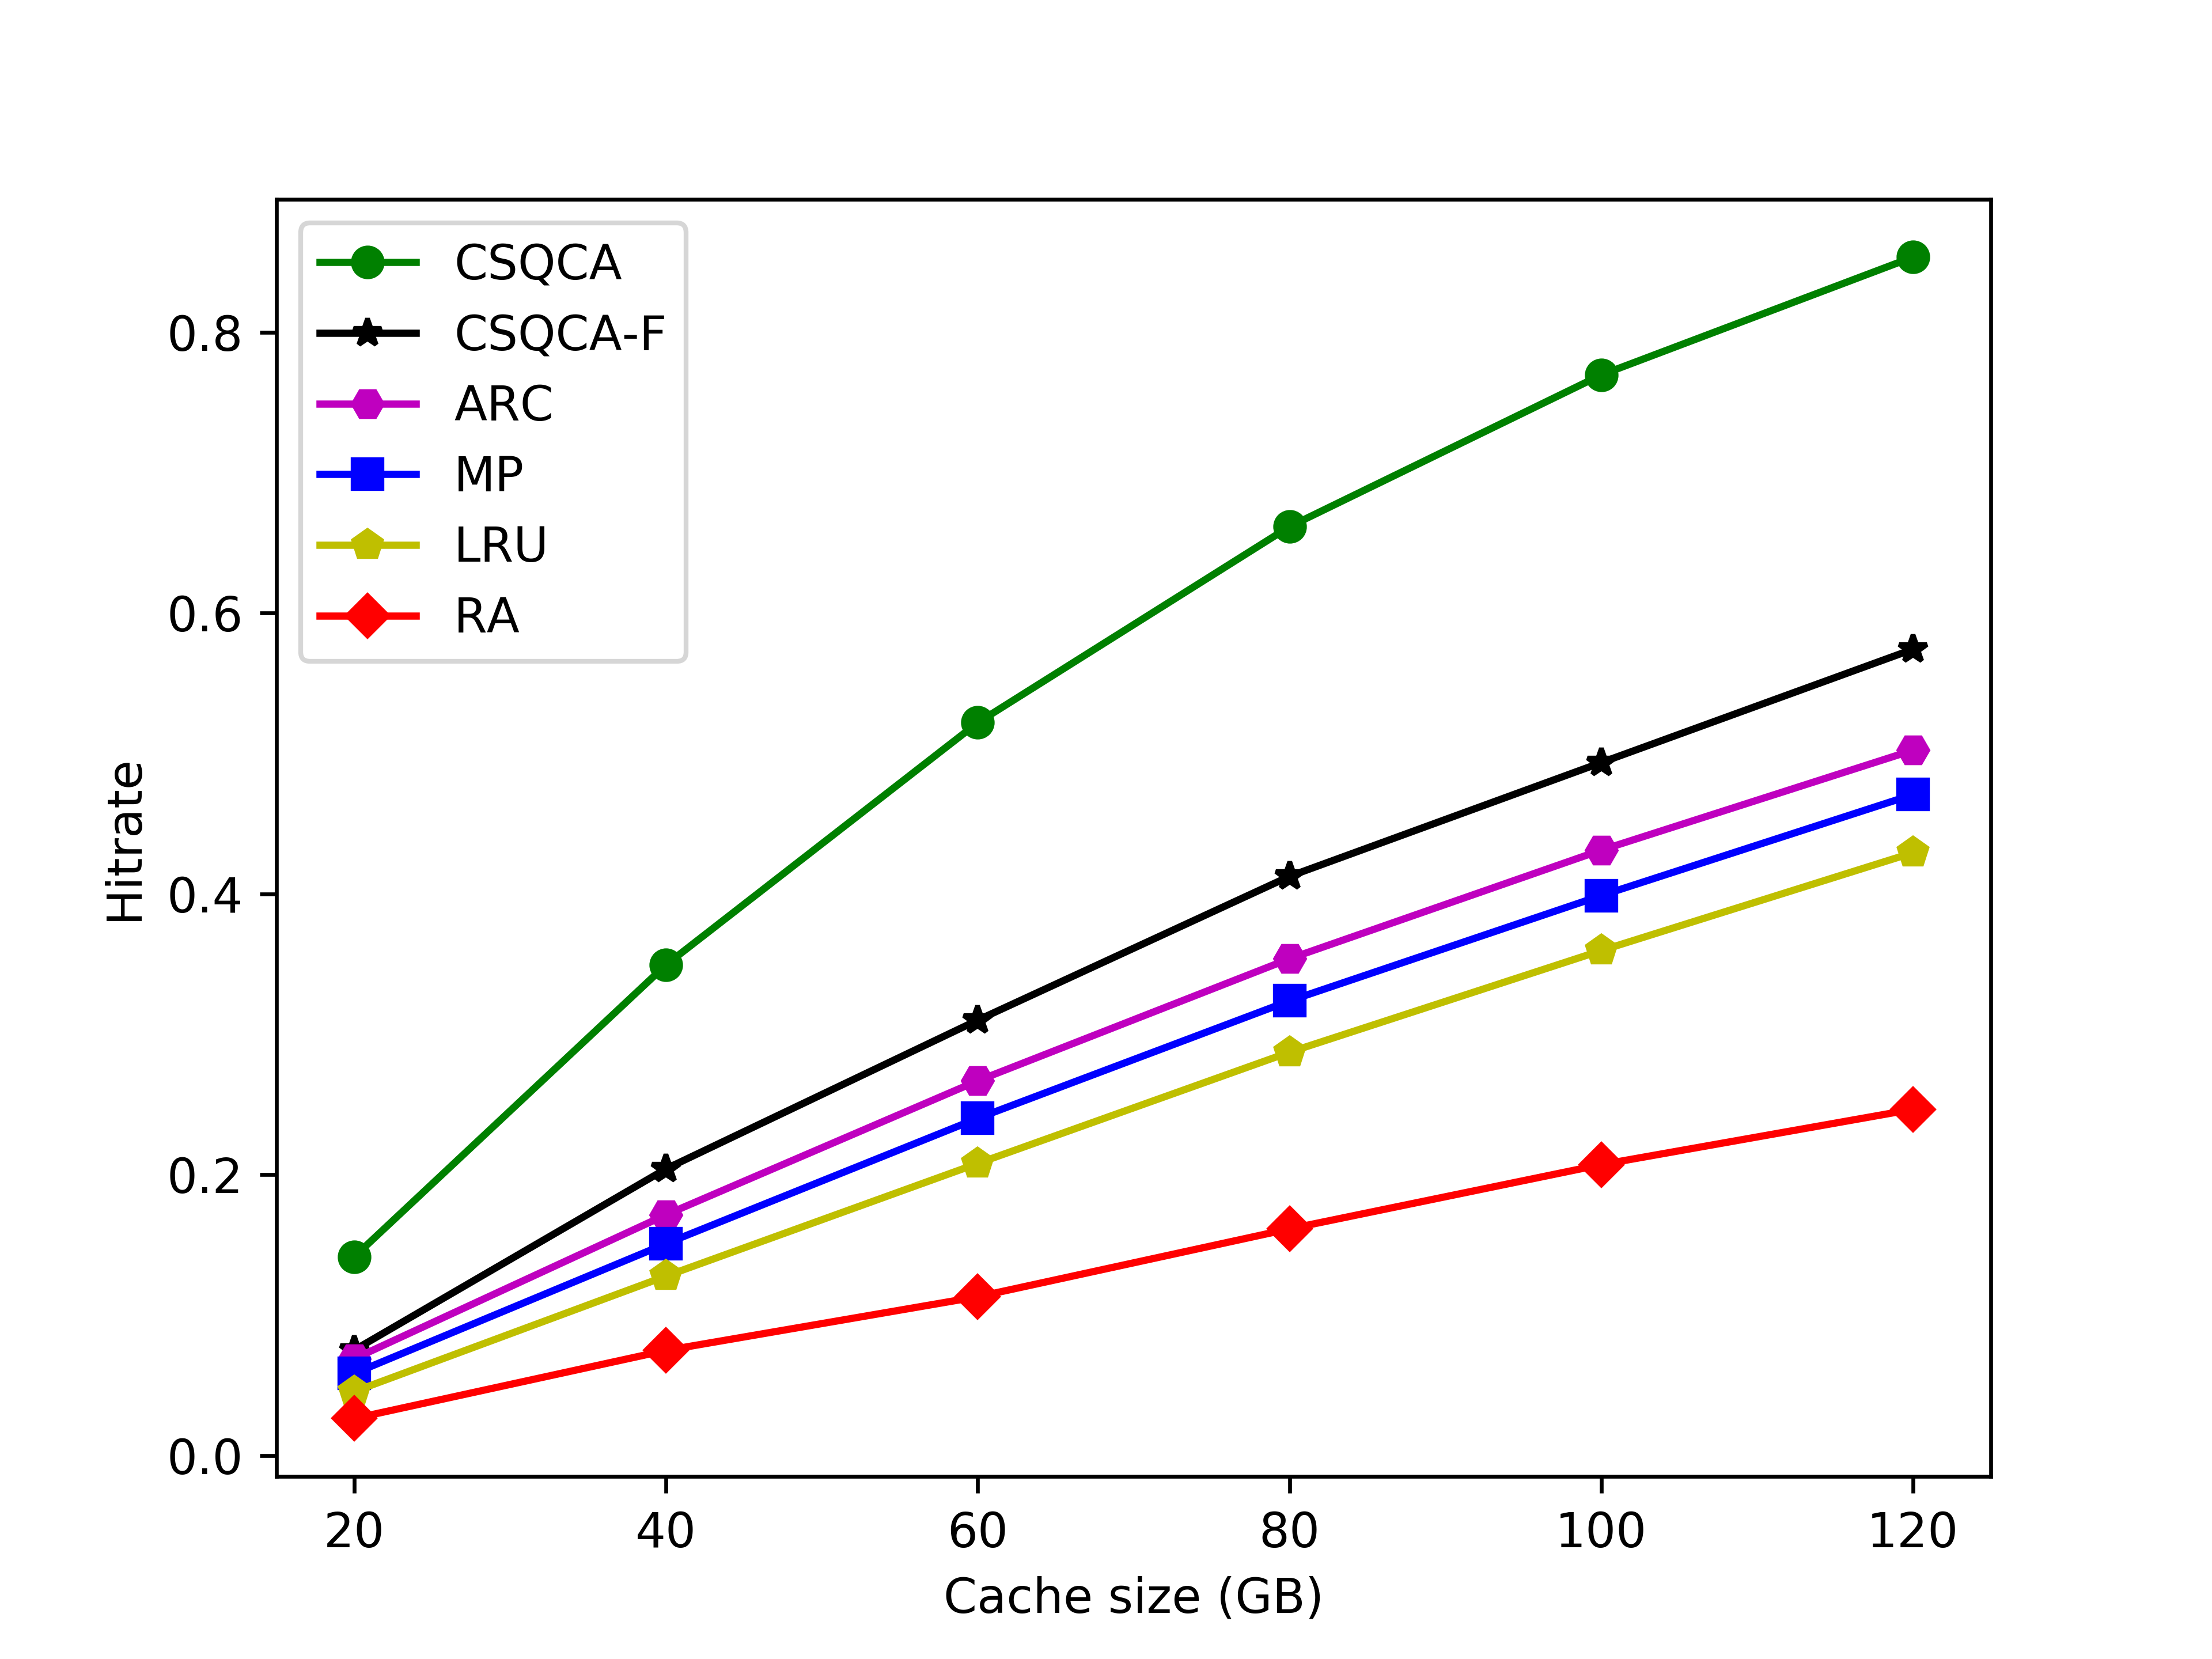 CSQCA
CSQCA-F
ARC
MP
LRU
RA
0.8
0.6
0.4
0.2
0.0
Hitrate
20 40 60 80 100 120
Cache size (GB)